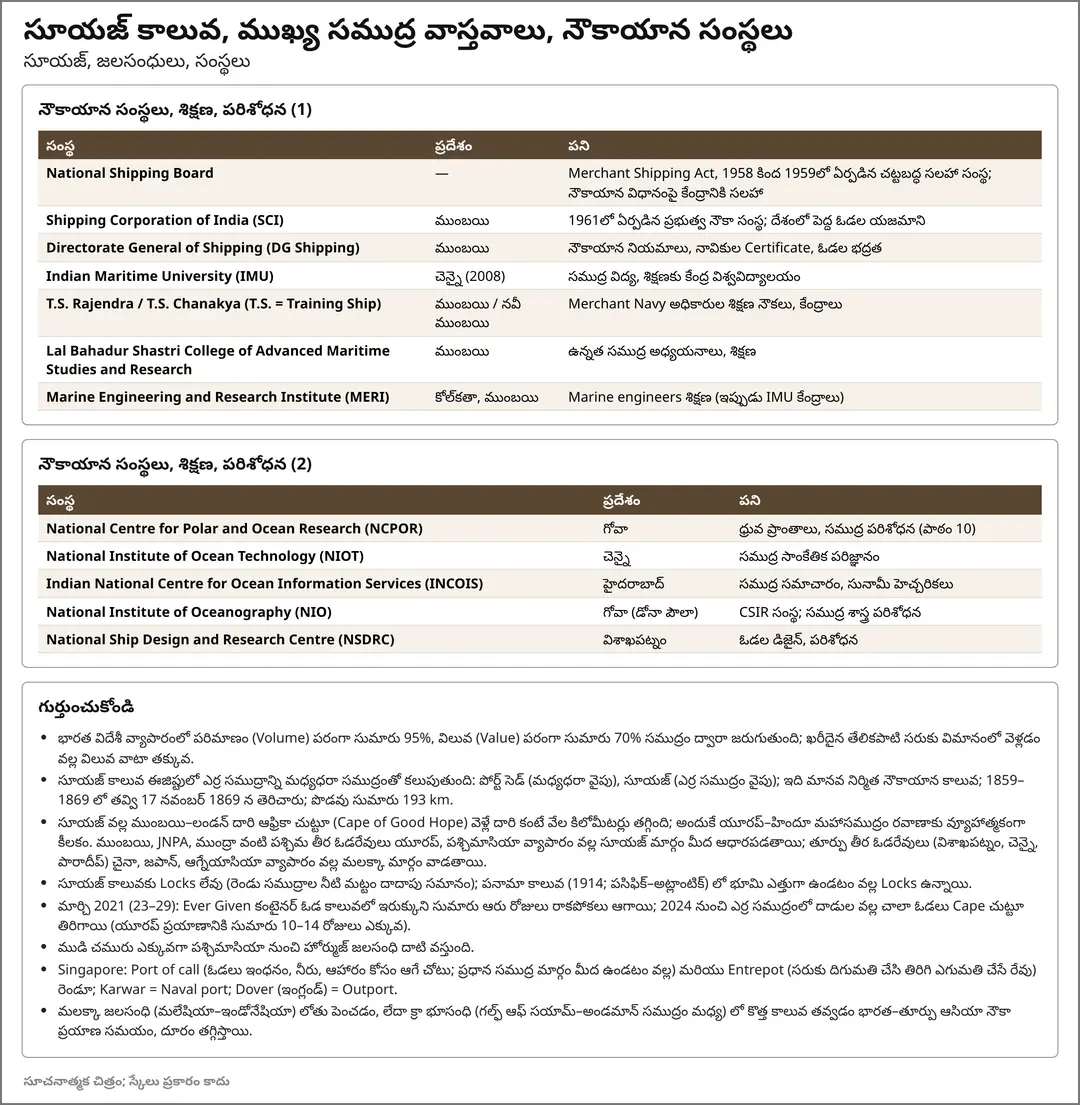 సూయజ్ కాలువ, ముఖ్య సముద్ర వాస్తవాలు, నౌకాయాన సంస్థలు
సూయజ్, జలసంధులు, సంస్థలు
నౌకాయాన సంస్థలు, శిక్షణ, పరిశోధన (1)
సంస్థ ప్రదేశం పని
National Shipping Board — Merchant Shipping Act, 1958 కింద 1959లో ఏర్పడిన చట్టబద్ధ సలహా సంస్థ;
నౌకాయాన విధానంపై కేంద్రానికి సలహా
Shipping Corporation of India (SCI) ముంబయి 1961లో ఏర్పడిన ప్రభుత్వ నౌకా సంస్థ; దేశంలో పెద్ద ఓడల యజమాని
Directorate General of Shipping (DG Shipping) ముంబయి నౌకాయాన నియమాలు, నావికుల Certificate, ఓడల భద్రత
Indian Maritime University (IMU) చెన్నై (2008) సముద్ర విద్య, శిక్షణకు కేంద్ర విశ్వవిద్యాలయం
T.S. Rajendra / T.S. Chanakya (T.S. = Training Ship) ముంబయి / నవీ Merchant Navy అధికారుల శిక్షణ నౌకలు, కేంద్రాలు
ముంబయి
Lal Bahadur Shastri College of Advanced Maritime ముంబయి ఉన్నత సముద్ర అధ్యయనాలు, శిక్షణ
Studies and Research
Marine Engineering and Research Institute (MERI) కోల్‌కతా, ముంబయి Marine engineers శిక్షణ (ఇప్పుడు IMU కేంద్రాలు)
నౌకాయాన సంస్థలు, శిక్షణ, పరిశోధన (2)
సంస్థ ప్రదేశం పని
National Centre for Polar and Ocean Research (NCPOR) గోవా ధ్రువ ప్రాంతాలు, సముద్ర పరిశోధన (పాఠం 10)
National Institute of Ocean Technology (NIOT) చెన్నై సముద్ర సాంకేతిక పరిజ్ఞానం
Indian National Centre for Ocean Information Services (INCOIS) హైదరాబాద్ సముద్ర సమాచారం, సునామీ హెచ్చరికలు
National Institute of Oceanography (NIO) గోవా (డోనా పౌలా) CSIR సంస్థ; సముద్ర శాస్త్ర పరిశోధన
National Ship Design and Research Centre (NSDRC) విశాఖపట్నం ఓడల డిజైన్, పరిశోధన
గుర్తుంచుకోండి
• భారత విదేశీ వ్యాపారంలో పరిమాణం (Volume) పరంగా సుమారు 95%, విలువ (Value) పరంగా సుమారు 70% సముద్రం ద్వారా జరుగుతుంది; ఖరీదైన తేలికపాటి సరుకు విమానంలో వెళ్లడం
వల్ల విలువ వాటా తక్కువ.
• సూయజ్ కాలువ ఈజిప్టులో ఎర్ర సముద్రాన్ని మధ్యధరా సముద్రంతో కలుపుతుంది: పోర్ట్ సెడ్ (మధ్యధరా వైపు), సూయజ్ (ఎర్ర సముద్రం వైపు); ఇది మానవ నిర్మిత నౌకాయాన కాలువ; 1859–
1869 లో తవ్వి 17 నవంబర్ 1869 న తెరిచారు; పొడవు సుమారు 193 km.
• సూయజ్ వల్ల ముంబయి–లండన్ దారి ఆఫ్రికా చుట్టూ (Cape of Good Hope) వెళ్లే దారి కంటే వేల కిలోమీటర్లు తగ్గింది; అందుకే యూరప్–హిందూ మహాసముద్రం రవాణాకు వ్యూహాత్మకంగా
కీలకం. ముంబయి, JNPA, ముంద్రా వంటి పశ్చిమ తీర ఓడరేవులు యూరప్, పశ్చిమాసియా వ్యాపారం వల్ల సూయజ్ మార్గం మీద ఆధారపడతాయి; తూర్పు తీర ఓడరేవులు (విశాఖపట్నం, చెన్నై,
పారాదీప్) చైనా, జపాన్, ఆగ్నేయాసియా వ్యాపారం వల్ల మలక్కా మార్గం వాడతాయి.
• సూయజ్ కాలువకు Locks లేవు (రెండు సముద్రాల నీటి మట్టం దాదాపు సమానం); పనామా కాలువ (1914; పసిఫిక్–అట్లాంటిక్) లో భూమి ఎత్తుగా ఉండటం వల్ల Locks ఉన్నాయి.
• మార్చి 2021 (23–29): Ever Given కంటైనర్ ఓడ కాలువలో ఇరుక్కుని సుమారు ఆరు రోజులు రాకపోకలు ఆగాయి; 2024 నుంచి ఎర్ర సముద్రంలో దాడుల వల్ల చాలా ఓడలు Cape చుట్టూ
తిరిగాయి (యూరప్ ప్రయాణానికి సుమారు 10–14 రోజులు ఎక్కువ).
• ముడి చమురు ఎక్కువగా పశ్చిమాసియా నుంచి హోర్ముజ్ జలసంధి దాటి వస్తుంది.
• Singapore: Port of call (ఓడలు ఇంధనం, నీరు, ఆహారం కోసం ఆగే చోటు; ప్రధాన సముద్ర మార్గం మీద ఉండటం వల్ల) మరియు Entrepot (సరుకు దిగుమతి చేసి తిరిగి ఎగుమతి చేసే రేవు)
రెండూ; Karwar = Naval port; Dover (ఇంగ్లండ్) = Outport.
• మలక్కా జలసంధి (మలేషియా–ఇండోనేషియా) లోతు పెంచడం, లేదా క్రా భూసంధి (గల్ఫ్ ఆఫ్ సయామ్–అండమాన్ సముద్రం మధ్య) లో కొత్త కాలువ తవ్వడం భారత–తూర్పు ఆసియా నౌకా
ప్రయాణ సమయం, దూరం తగ్గిస్తాయి.
సూచనాత్మక చిత్రం; స్కేలు ప్రకారం కాదు